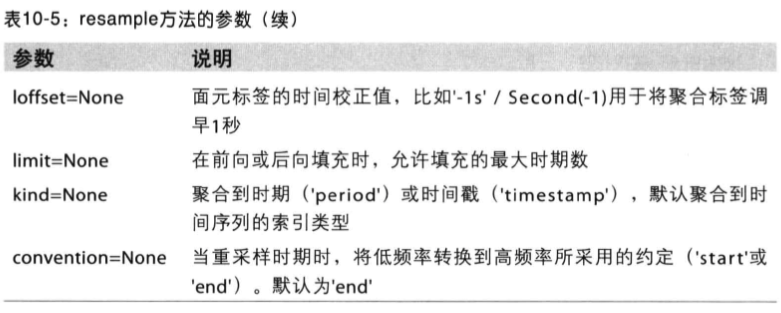 表10-5：resample方法的参数（续）
参数 说明
loffset=None 面元标签的时间校正值，比如'-1s' / Second(-1)用于将聚合标签调
早1秒
limit=None 在前向或后向填充时，允许填充的最大时期数
kind=None 聚合到时期（'period'）或时间戳（'timestamp'），默认聚合到时
间序列的索引类型
convention=None 当重采样时期时，将低频率转换到高频率所采用的约定（'start'或
'end'）。默认为'end'